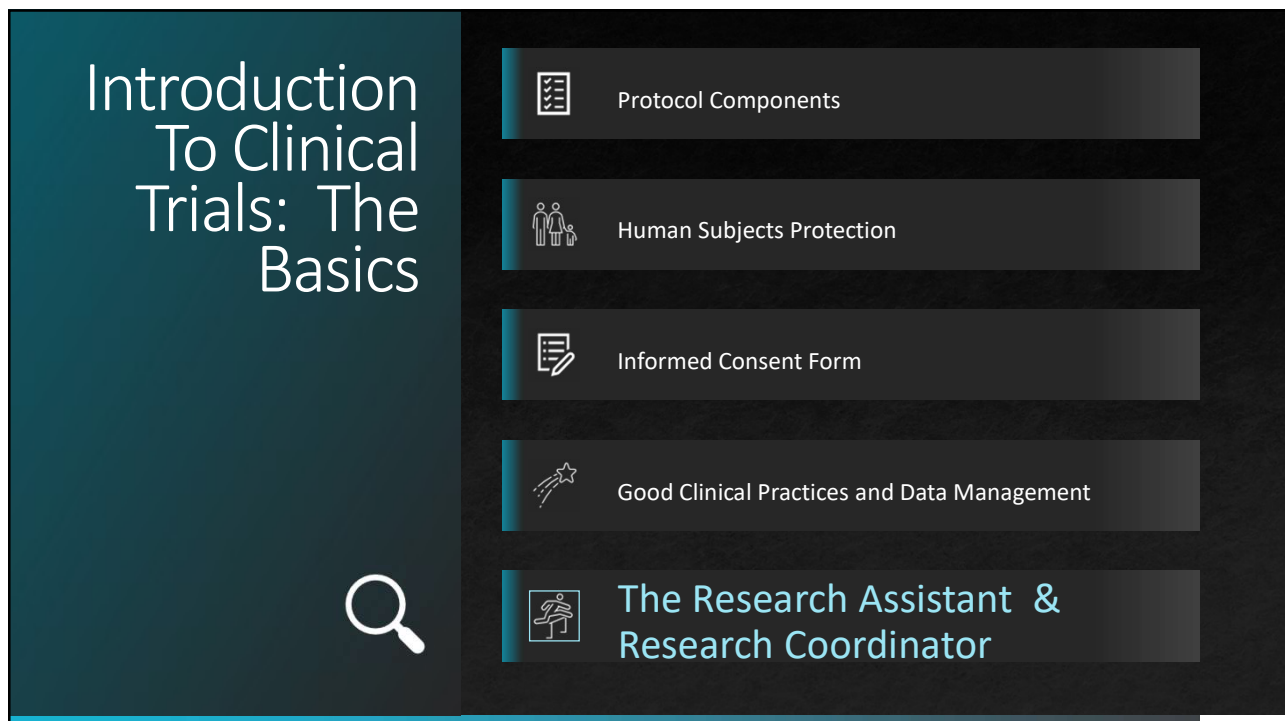 Introduction
To Clinical
Trials: The
Basics
Protocol Components
Human Subjects Protection
Informed Consent Form
Good Clinical Practices and Data Management
The Research Assistant &
Research Coordinator